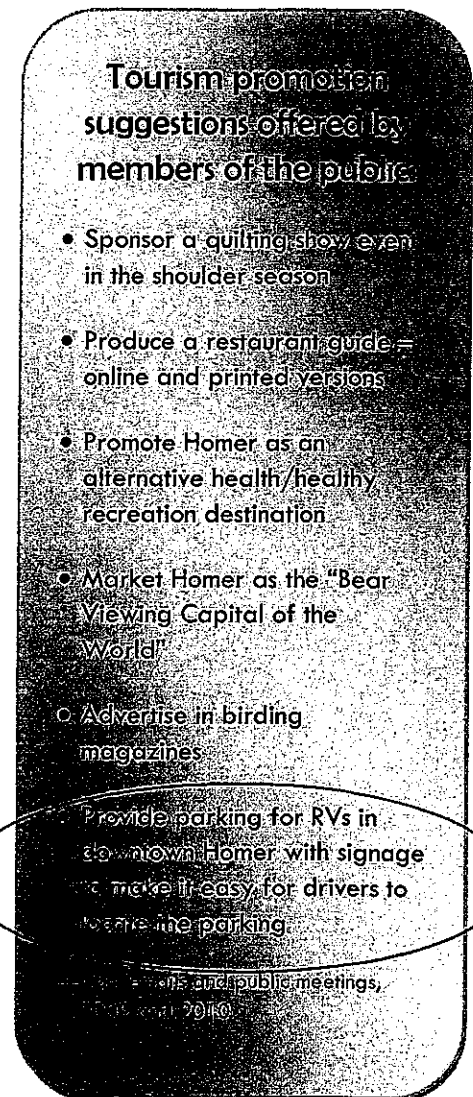 Tourism promotion
suggestions offered by
members of the public
• Sponsor a quilting show even
in the shoulder season
• Produce a restaurant guide –
online and printed versions
• Promote Homer as an
alternative health/healthy
recreation destination
• Market Homer as the “Bear
Viewing Capital of the
World”
• Advertise in birding
magazines
Provide parking for RVs in
downtown Homer with signage
to make it easy for drivers to
locate the parking
and public meetings,
2010